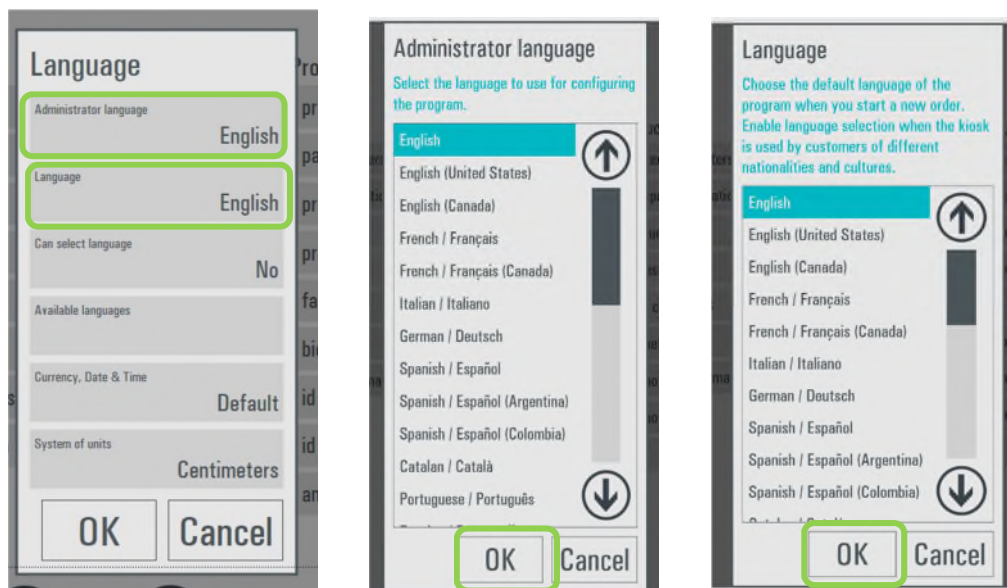 Language
Administrator language
English
Language
English
Can select language
No
Available languages
Currency, Date & Time
Default
System of units
Centimeters
OK
Cancel
Administrator language
Select the language to use for configuring
the program.
English
English (United States)
English (Canada)
French / Français
French / Français (Canada)
Italian / Italiano
German / Deutsch
Spanish / Español
Spanish / Español (Argentina)
Spanish / Español (Colombia)
Catalan / Català
Portuguese / Português
OK
Cancel
Language
Choose the default language of the
program when you start a new order.
Enable language selection when the kiosk
is used by customers of different
nationalities and cultures.
English
English (United States)
English (Canada)
French / Français
French / Français (Canada)
Italian / Italiano
German / Deutsch
Spanish / Español
Spanish / Español (Argentina)
Spanish / Español (Colombia)
OK
Cancel